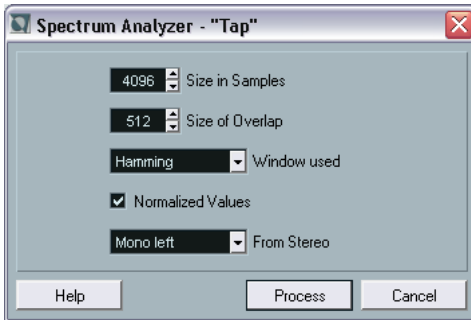 Spectrum Analyzer - "Tap"
4096 Size in Samples
512 Size of Overlap
Hamming Window used
Normalized Values
Mono left From Stereo
Help Process Cancel